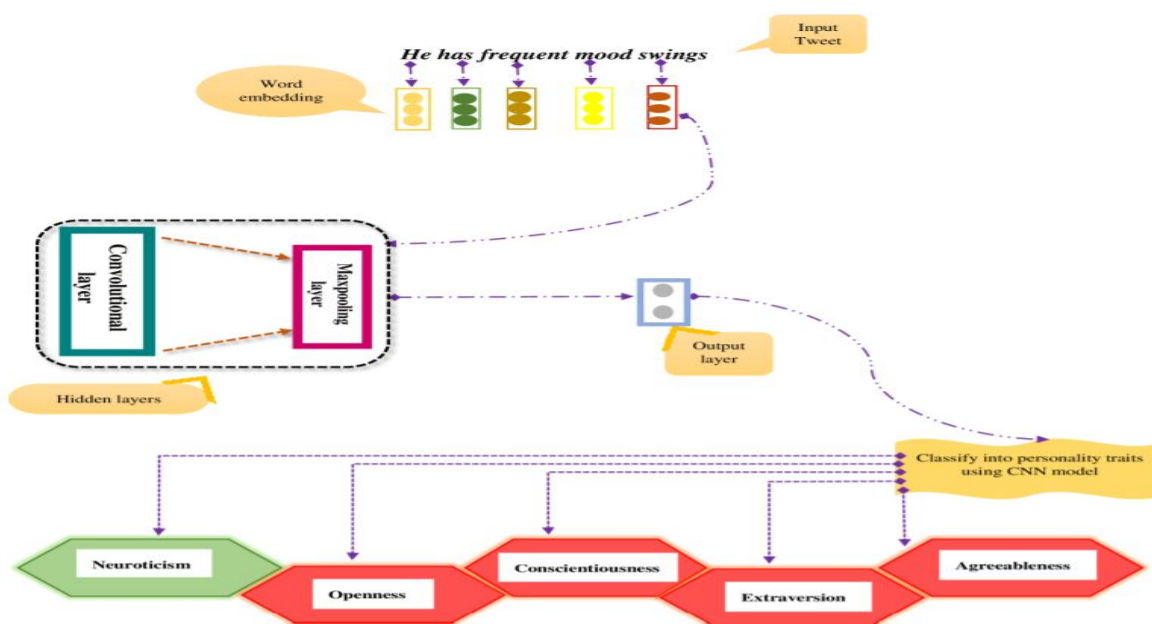 Input
Tweet
He has frequent mood swings
Word
embedding
Convolutional
layer
Maxpooling
layer
Output
layer
Hidden layers
Classify into personality traits
using CNN model
Neuroticism
Openness
Conscientiousness
Extraversion
Agreeableness